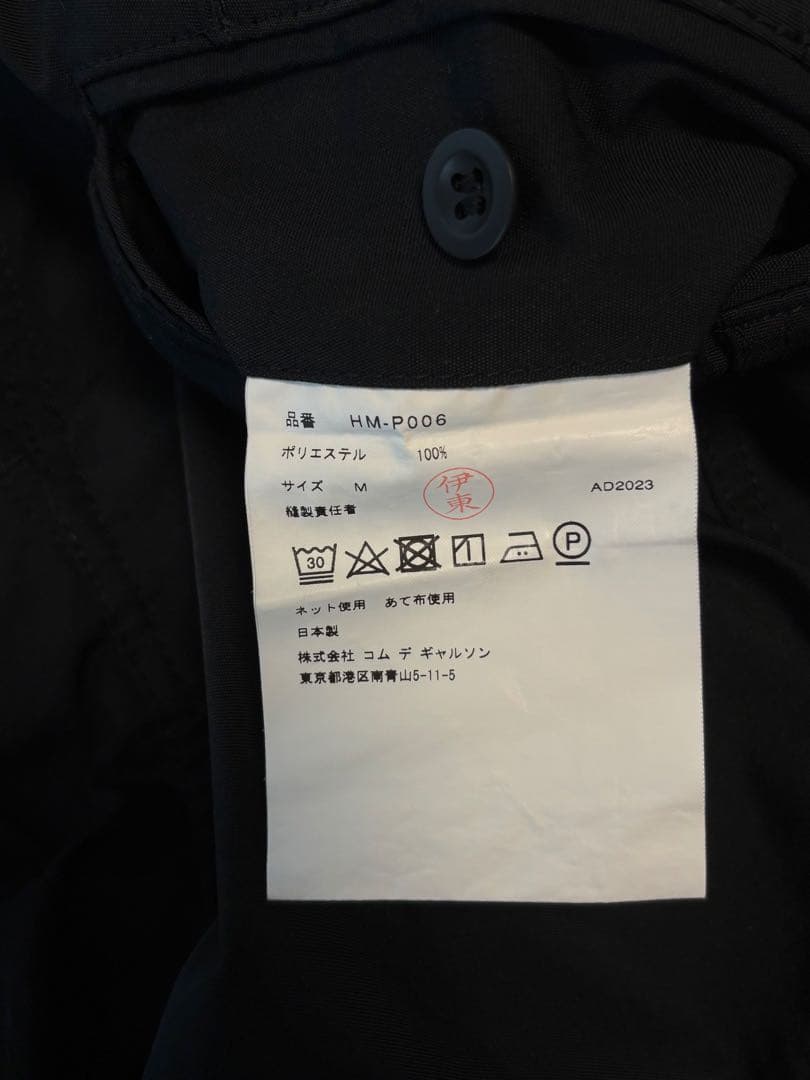 品番 HM-P006
ポリエステル 100%
サイズ M 伊東 AD2023
縫製責任者
30 P
ネット使用 あて布使用
日本製
株式会社 コム デ ギャルソン
東京都港区南青山5-11-5